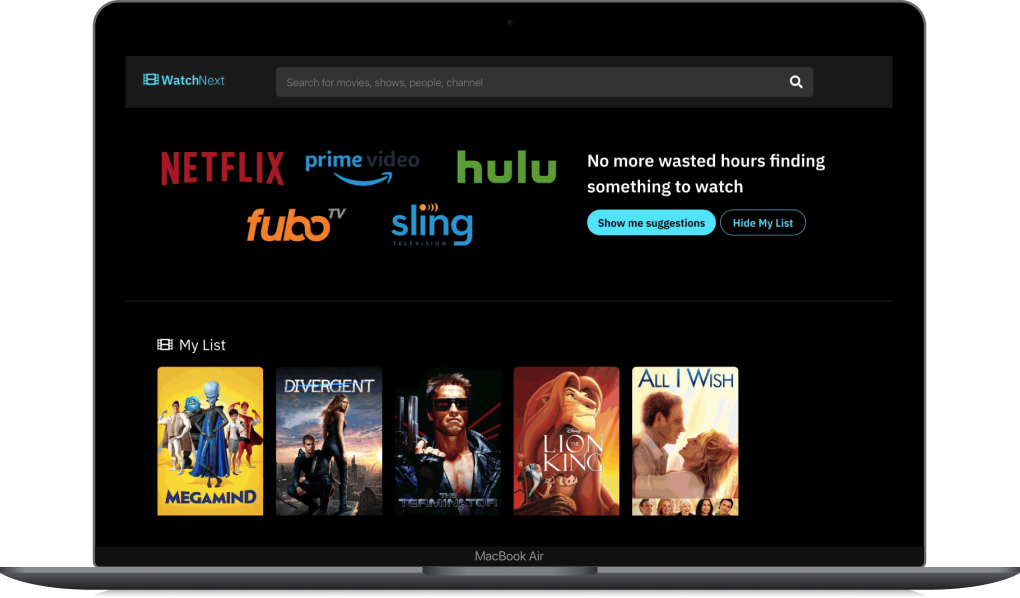 WatchNext
Search for movies, shows, people, channel
NETFLIX
prime video
hulu
fubo TV
sling
TELEVISION
No more wasted hours finding
something to watch
Show me suggestions
Hide My List
My List
MEGAMIND
DIVERGENT
THE
TERMINATOR
Disney
THE
LION
KING
ALL I WISH
MacBook Air